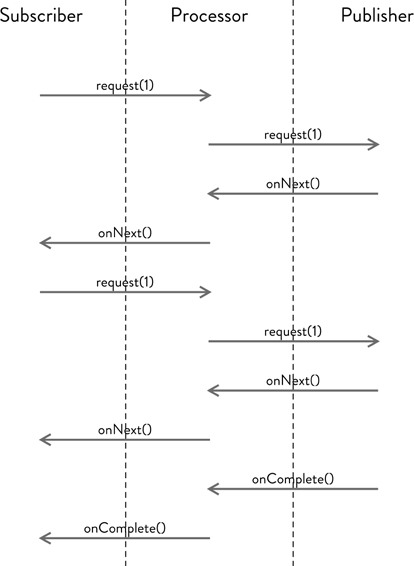 Subscriber Processor Publisher
request(1)
request(1)
onNext()
onNext()
request(1)
request(1)
onNext()
onNext()
onComplete()
onComplete()